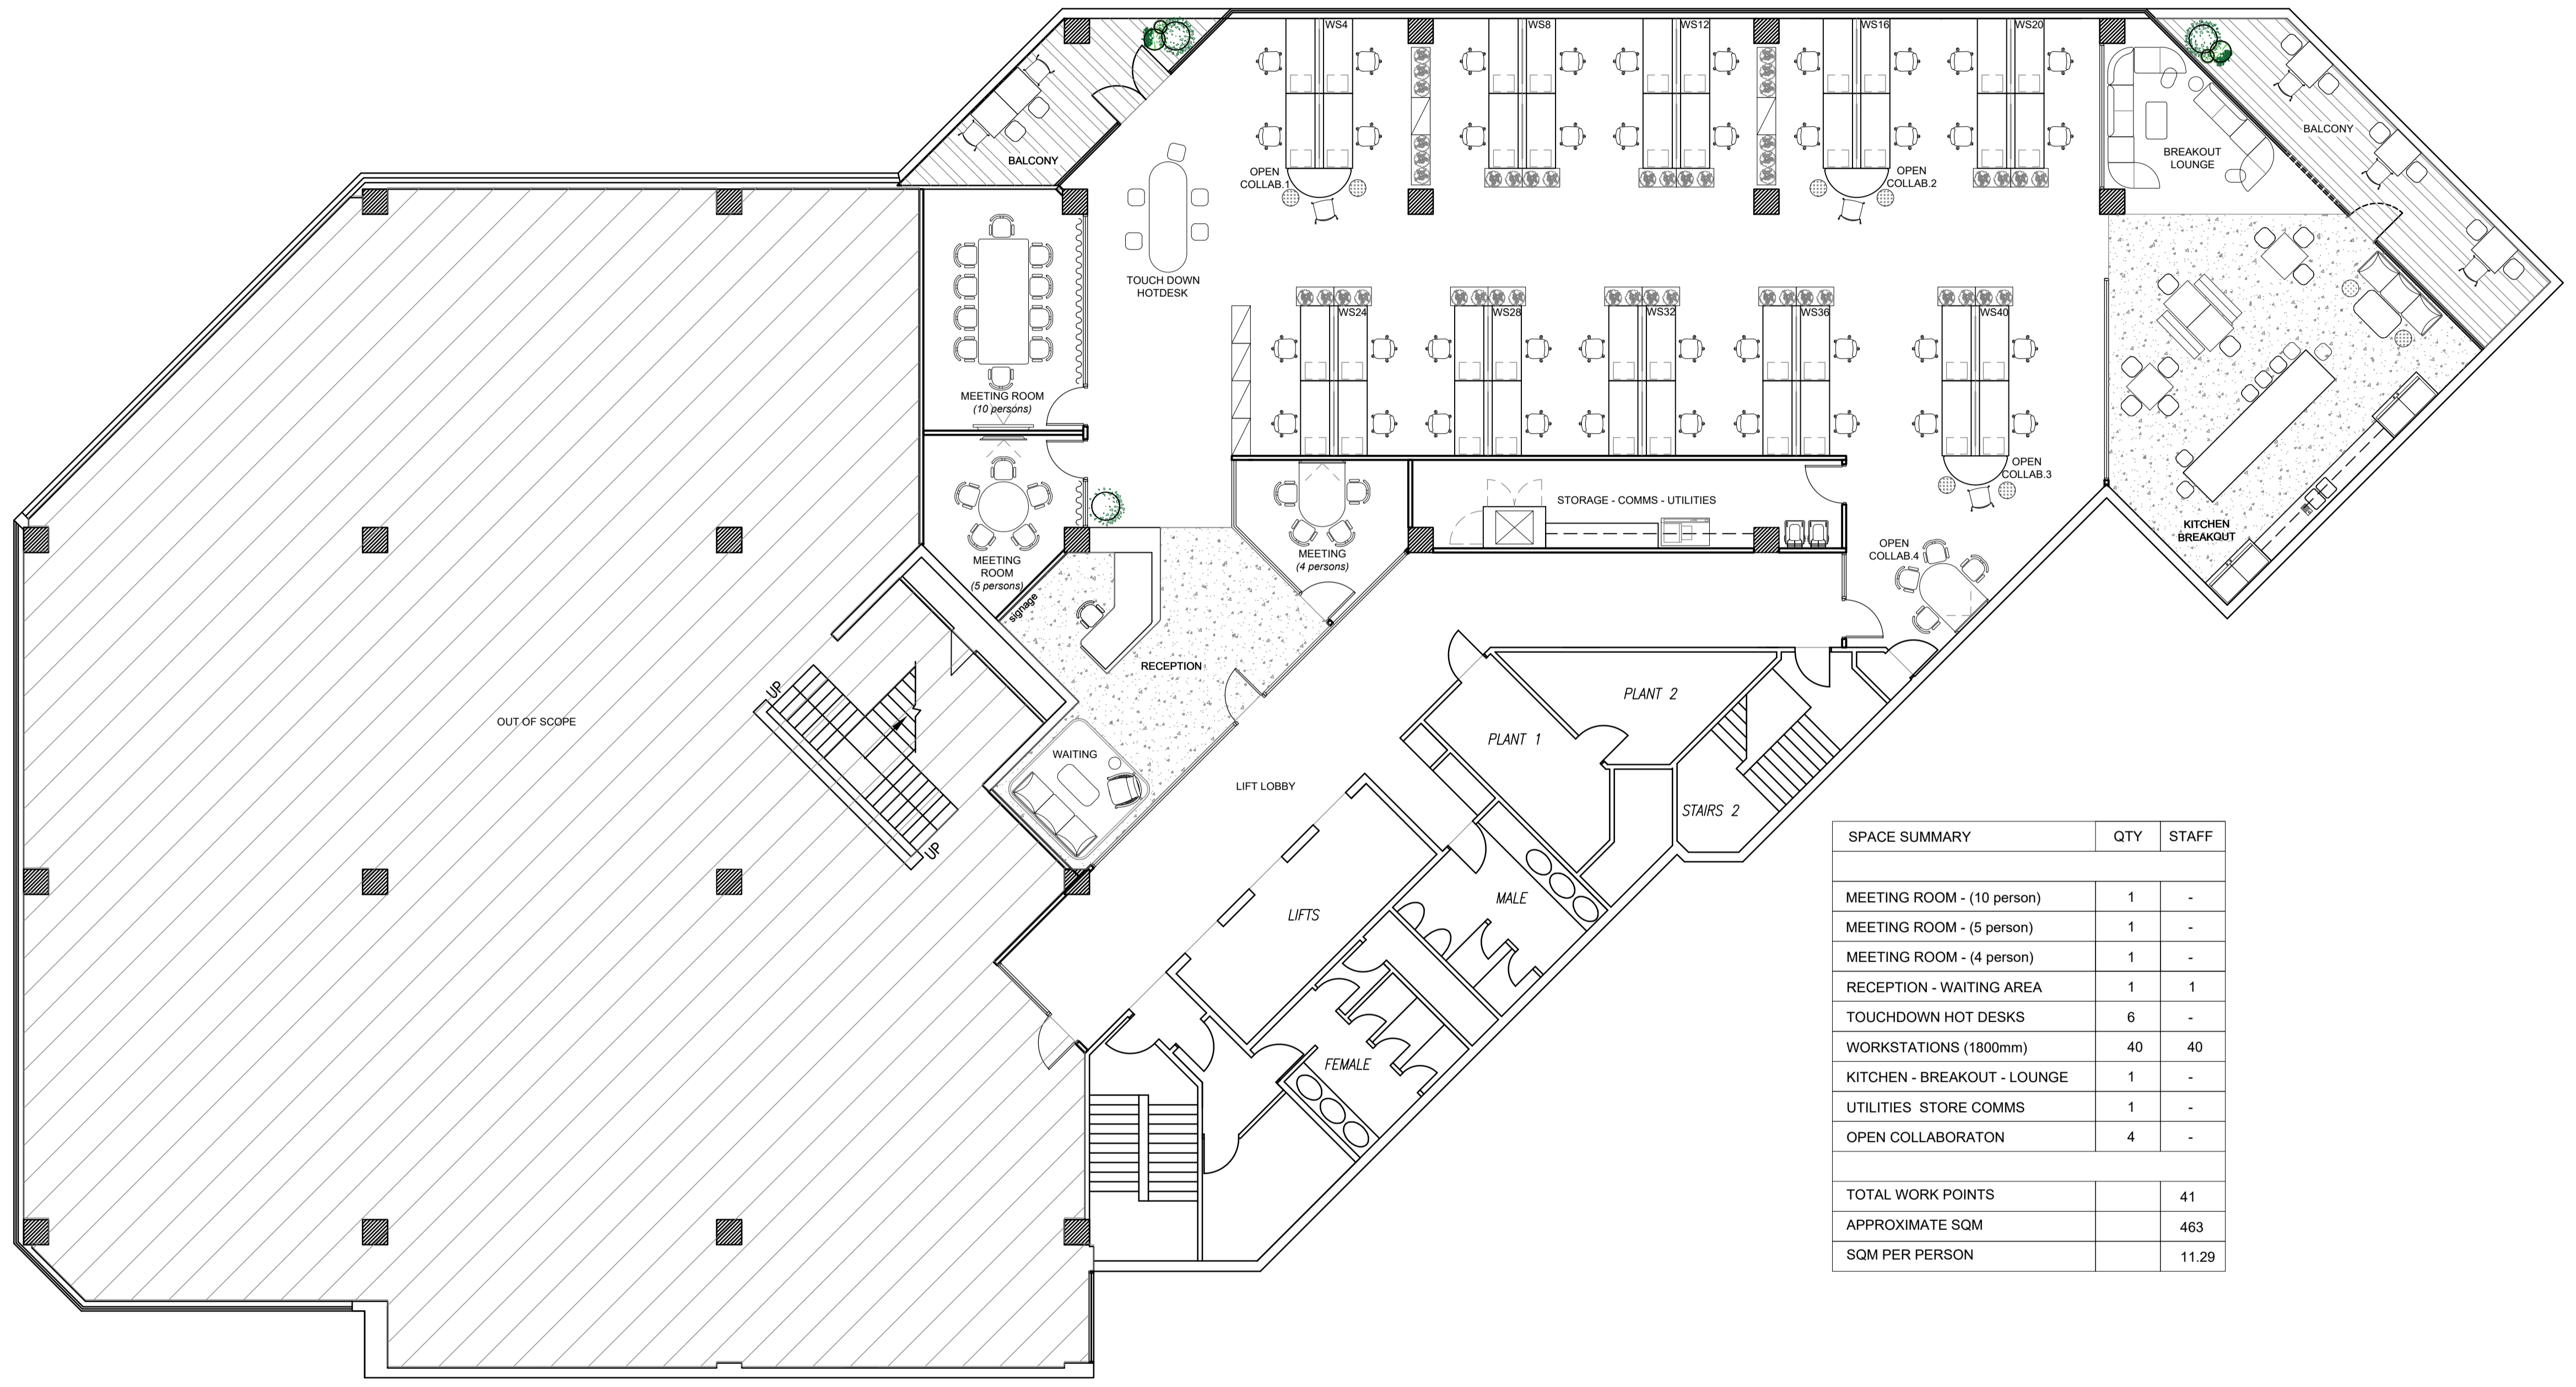 WS4
WS8
WS12
WS16
WS20
BALCONY
OPEN
COLLAB.1
OPEN
COLLAB.2
BREAKOUT
LOUNGE
BALCONY
TOUCH DOWN
HOTDESK
WS24
WS28
WS32
WS36
WS40
MEETING ROOM
(10 persons)
OPEN
COLLAB.3
STORAGE - COMMS - UTILITIES
KITCHEN
BREAKOUT
MEETING
ROOM
(5 persons)
MEETING
(4 persons)
OPEN
COLLAB.4
signage
RECEPTION
UP
OUT OF SCOPE
PLANT 2
PLANT 1
WAITING
LIFT LOBBY
STAIRS 2
UP
LIFTS
MALE
FEMALE
SPACE SUMMARY QTY STAFF
MEETING ROOM - (10 person) 1 -
MEETING ROOM - (5 person) 1 -
MEETING ROOM - (4 person) 1 -
RECEPTION - WAITING AREA 1 1
TOUCHDOWN HOT DESKS 6 -
WORKSTATIONS (1800mm) 40 40
KITCHEN - BREAKOUT - LOUNGE 1 -
UTILITIES STORE COMMS 1 -
OPEN COLLABORATON 4 -
TOTAL WORK POINTS 41
APPROXIMATE SQM 463
SQM PER PERSON 11.29